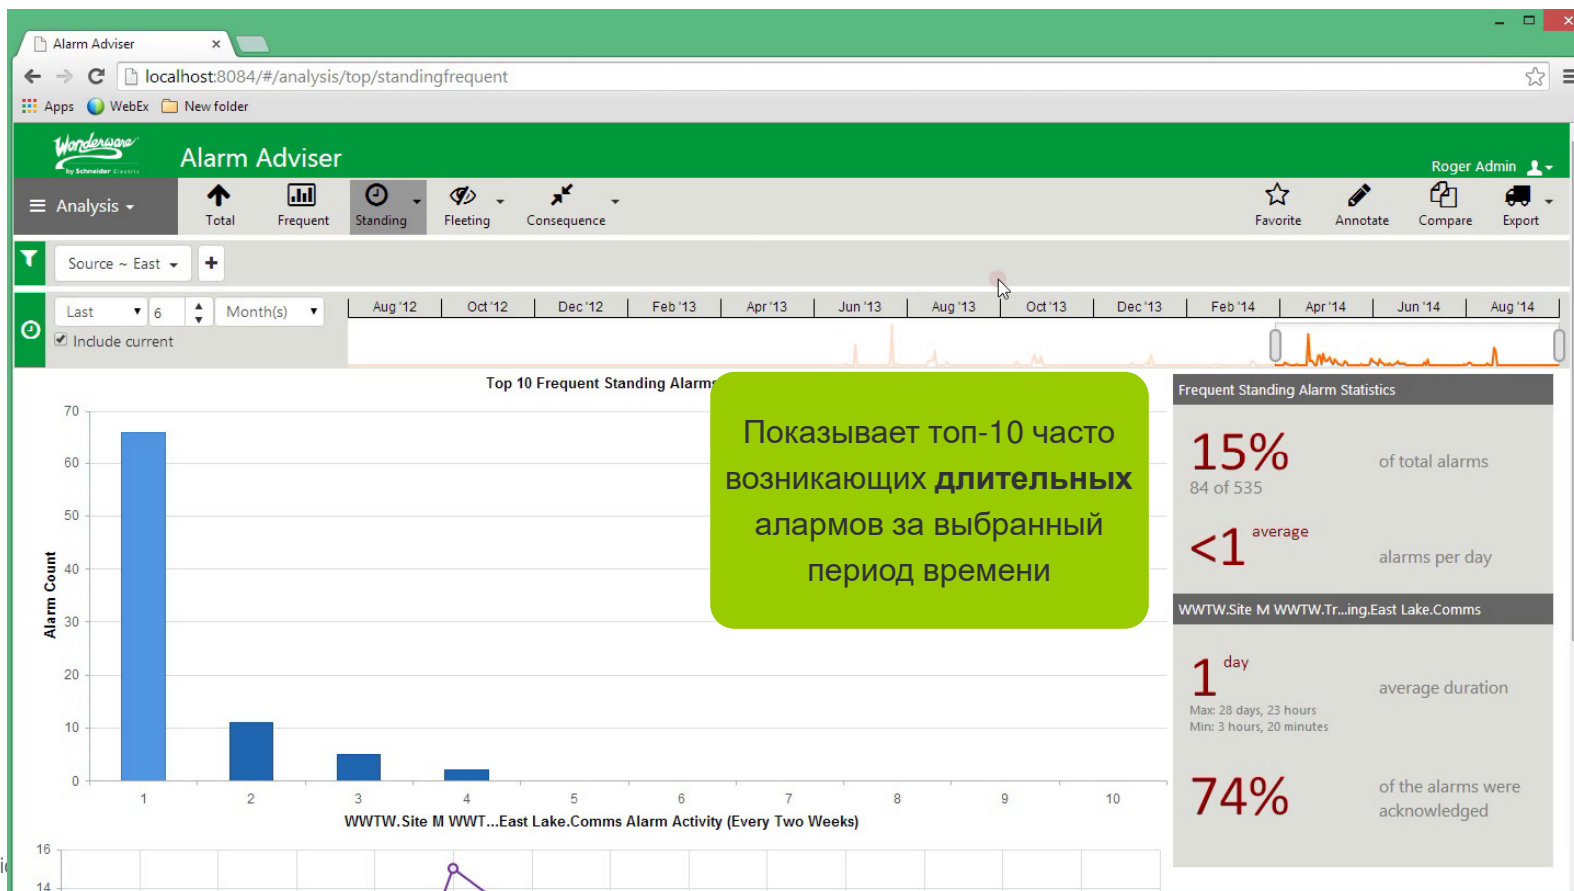 Alarm Adviser
localhost:8084/#/analysis/top/standingfrequent
Apps WebEx New folder
Wonderware
by Schneider Electric
Alarm Adviser
Roger Admin
Analysis
Total Frequent Standing Fleeting Consequence Favorite Annotate Compare Export
Source ~ East
Last 6 Month(s)
Include current
Aug '12 Oct '12 Dec '12 Feb '13 Apr '13 Jun '13 Aug '13 Oct '13 Dec '13 Feb '14 Apr '14 Jun '14 Aug '14
Top 10 Frequent Standing Alarms
Показывает топ-10 часто
возникающих длительных
алармов за выбранный
период времени
Alarm Count
70
60
50
40
30
20
10
0
1 2 3 4 5 6 7 8 9 10
WWTW.Site M WWT...East Lake.Comms Alarm Activity (Every Two Weeks)
16
14
Frequent Standing Alarm Statistics
15% of total alarms
84 of 535
<1 average alarms per day
WWTW.Site M WWTW.Tr...ing.East Lake.Comms
1 day average duration
Max: 28 days, 23 hours
Min: 3 hours, 20 minutes
74% of the alarms were
acknowledged